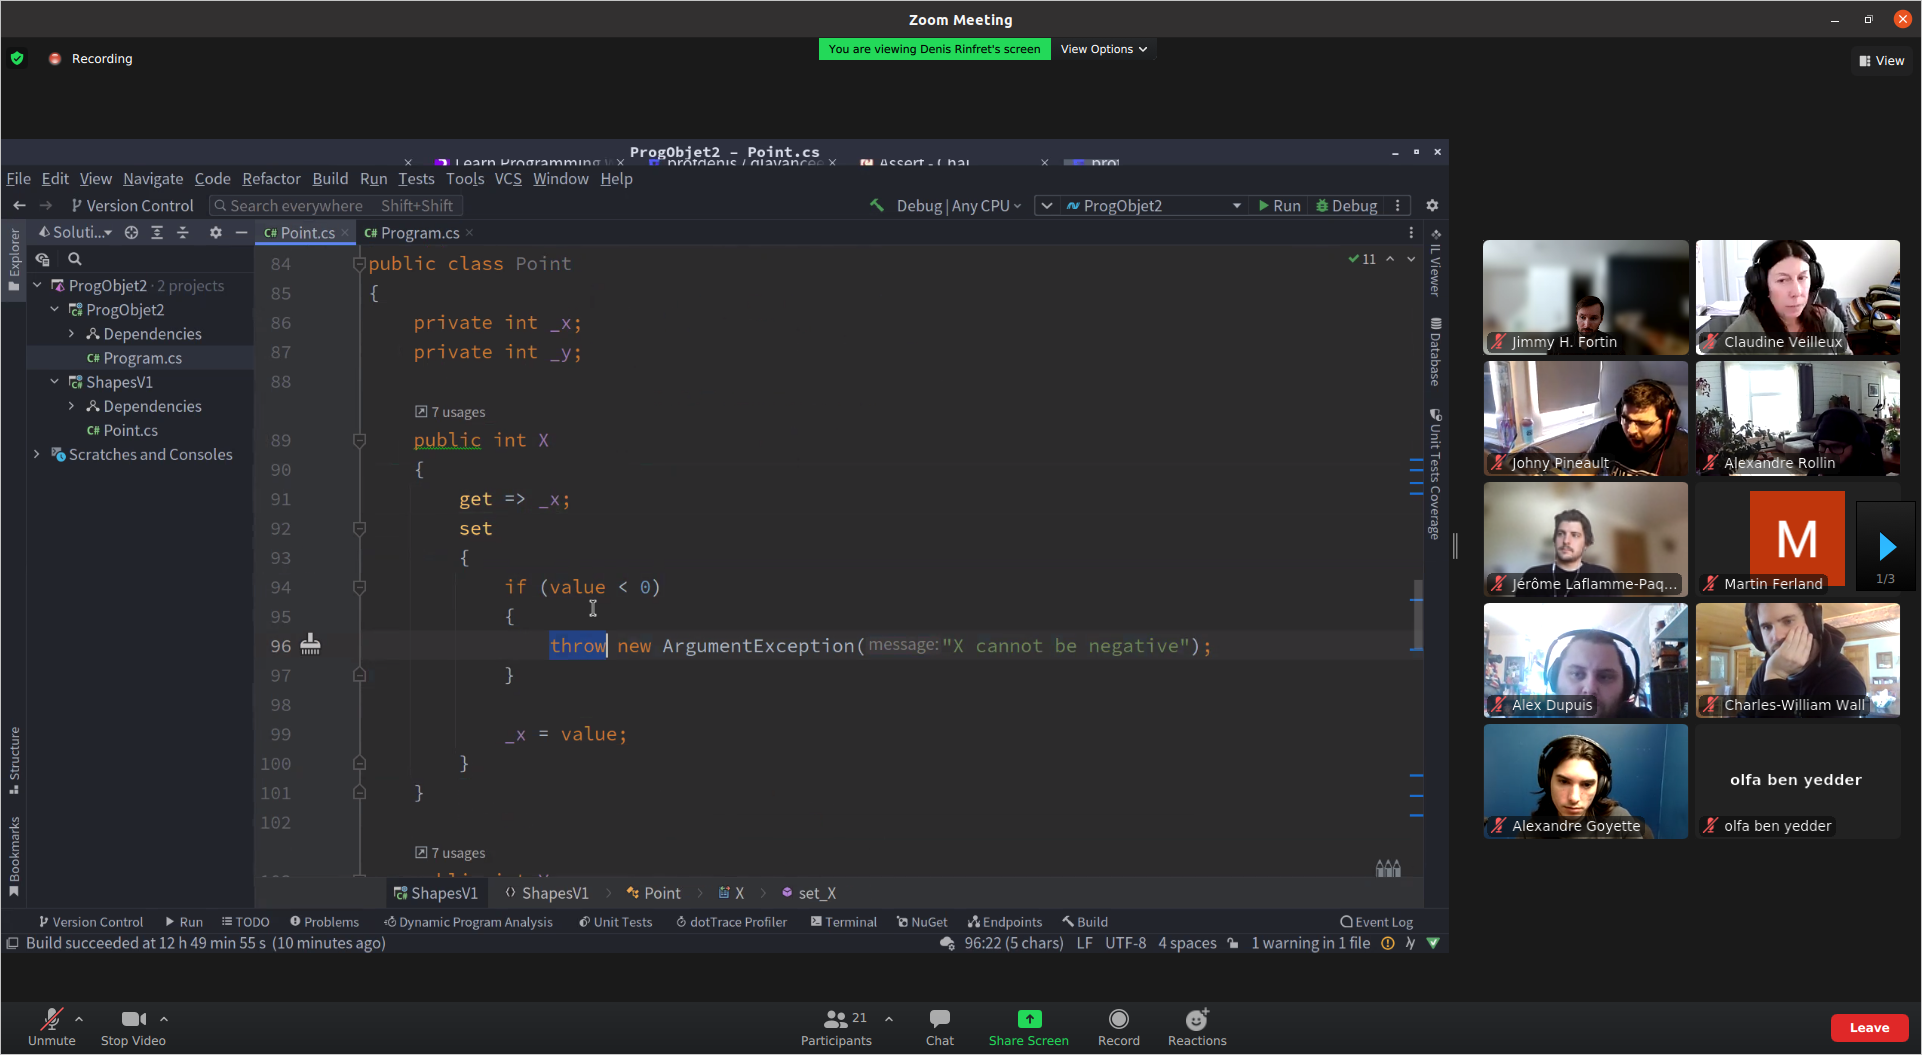 Zoom Meeting
Recording
You are viewing Denis Rinfret's screen
View Options
View
ProgObjet2 – Point.cs
Learn Programming
File Edit View Navigate Code Refactor Build Run Tests Tools VCS Window Help
Version Control
Search everywhere Shift+Shift
Debug | Any CPU
ProgObjet2
Run
Debug
Explorer
Soluti...
C# Point.cs
C# Program.cs
ProgObjet2 · 2 projects
ProgObjet2
Dependencies
C# Program.cs
ShapesV1
Dependencies
C# Point.cs
Scratches and Consoles
Structure
Bookmarks
11
84 public class Point
85 {
86 private int _x;
87 private int _y;
88
7 usages
89 public int X
90 {
91 get => _x;
92 set
93 {
94 if (value < 0)
95 {
96 throw new ArgumentException(message: "X cannot be negative");
97 }
98
99 _x = value;
100 }
101 }
102
7 usages
IL Viewer
Database
Unit Tests Coverage
ShapesV1 ShapesV1 Point X set_X
Version Control Run TODO Problems Dynamic Program Analysis Unit Tests dotTrace Profiler Terminal NuGet Endpoints Build Event Log
Build succeeded at 12 h 49 min 55 s (10 minutes ago)
96:22 (5 chars) LF UTF-8 4 spaces 1 warning in 1 file
Jimmy H. Fortin
Claudine Veilleux
Johny Pineault
Alexandre Rollin
Jérôme Laflamme-Paq...
M
Martin Ferland
1/3
Alex Dupuis
Charles-William Wall
Alexandre Goyette
olfa ben yedder
olfa ben yedder
Unmute
Stop Video
21
Participants
Chat
Share Screen
Record
Reactions
Leave